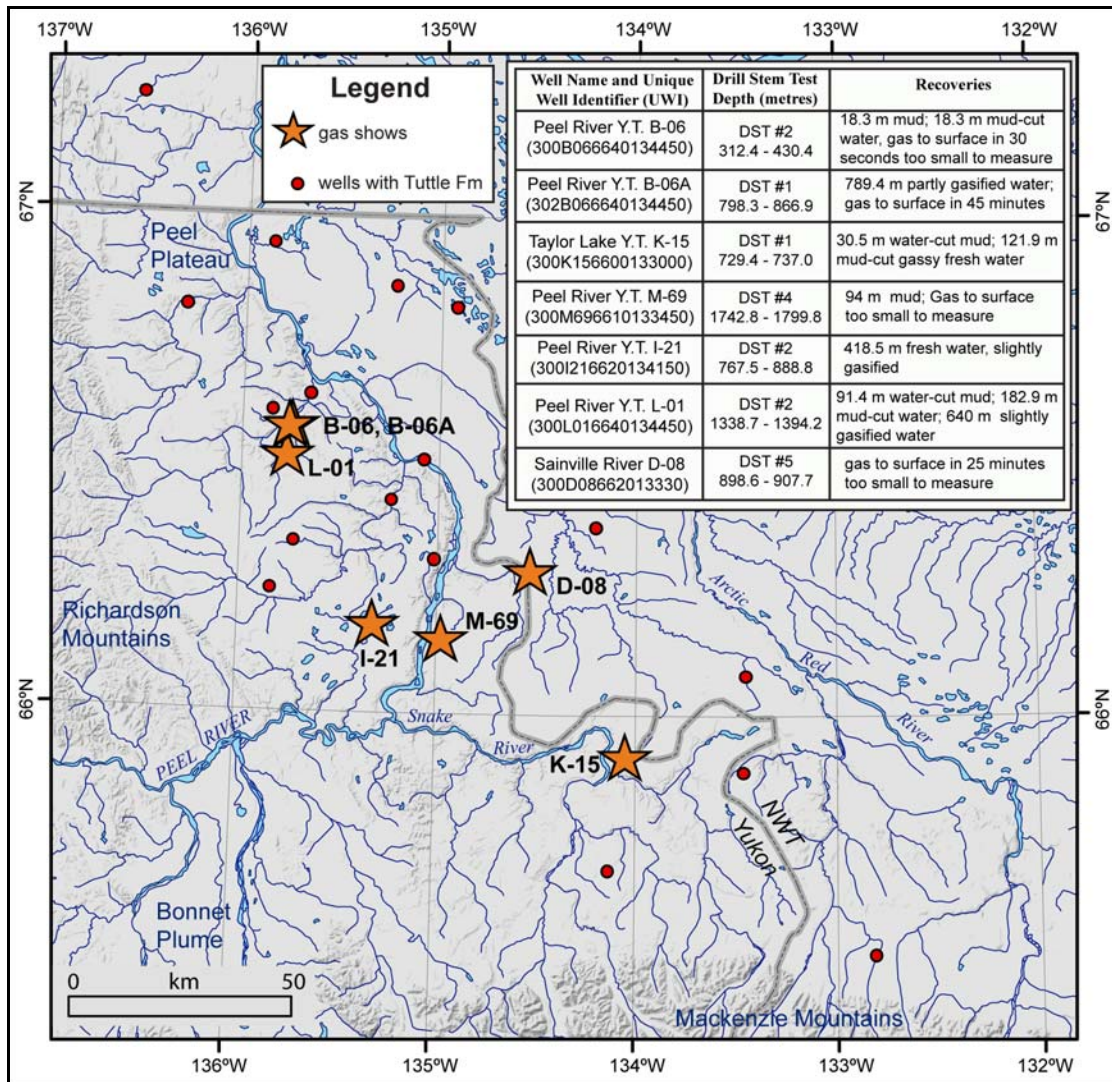 137ºW
136ºW
135ºW
134ºW
133ºW
132ºW
Legend
gas shows
wells with Tuttle Fm
Well Name and Unique
Well Identifier (UWI)
Drill Stem Test
Depth (metres)
Recoveries
Peel River Y.T. B-06
(300B066640134450)
DST #2
312.4 - 430.4
18.3 m mud; 18.3 m mud-cut
water, gas to surface in 30
seconds too small to measure
Peel River Y.T. B-06A
(302B066640134450)
DST #1
798.3 - 866.9
789.4 m partly gasified water;
gas to surface in 45 minutes
Taylor Lake Y.T. K-15
(300K156600133000)
DST #1
729.4 - 737.0
30.5 m water-cut mud; 121.9 m
mud-cut gassy fresh water
Peel River Y.T. M-69
(300M696610133450)
DST #4
1742.8 - 1799.8
94 m mud; Gas to surface
too small to measure
Peel River Y.T. I-21
(300I216620134150)
DST #2
767.5 - 888.8
418.5 m fresh water, slightly
gasified
Peel River Y.T. L-01
(300L016640134450)
DST #2
1338.7 - 1394.2
91.4 m water-cut mud; 182.9 m
mud-cut water; 640 m slightly
gasified water
Sainville River D-08
(300D08662013330)
DST #5
898.6 - 907.7
gas to surface in 25 minutes
too small to measure
67ºN
67ºN
Peel
Plateau
B-06, B-06A
L-01
D-08
M-69
I-21
Richardson
Mountains
Arctic
Red
River
66ºN
66ºN
PEEL RIVER
Snake
River
K-15
NWT
Yukon
Bonnet
Plume
Mackenzie Mountains
0 km 50
136ºW
135ºW
134ºW
133ºW
132ºW